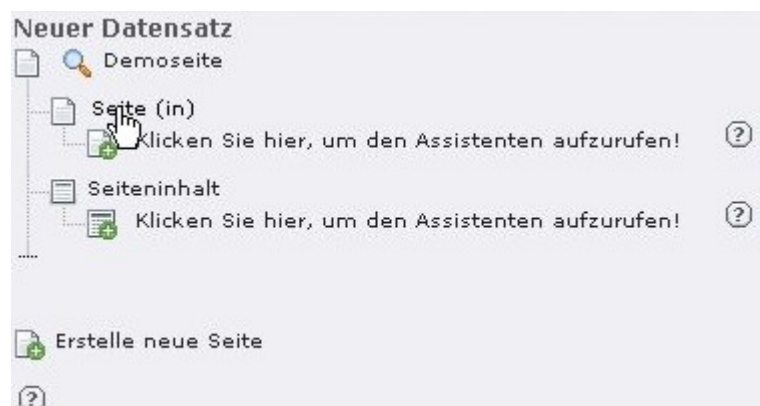 Neuer Datensatz
Demoseite
Seite (in)
Klicken Sie hier, um den Assistenten aufzurufen!
Seiteninhalt
Klicken Sie hier, um den Assistenten aufzurufen!
Erstelle neue Seite